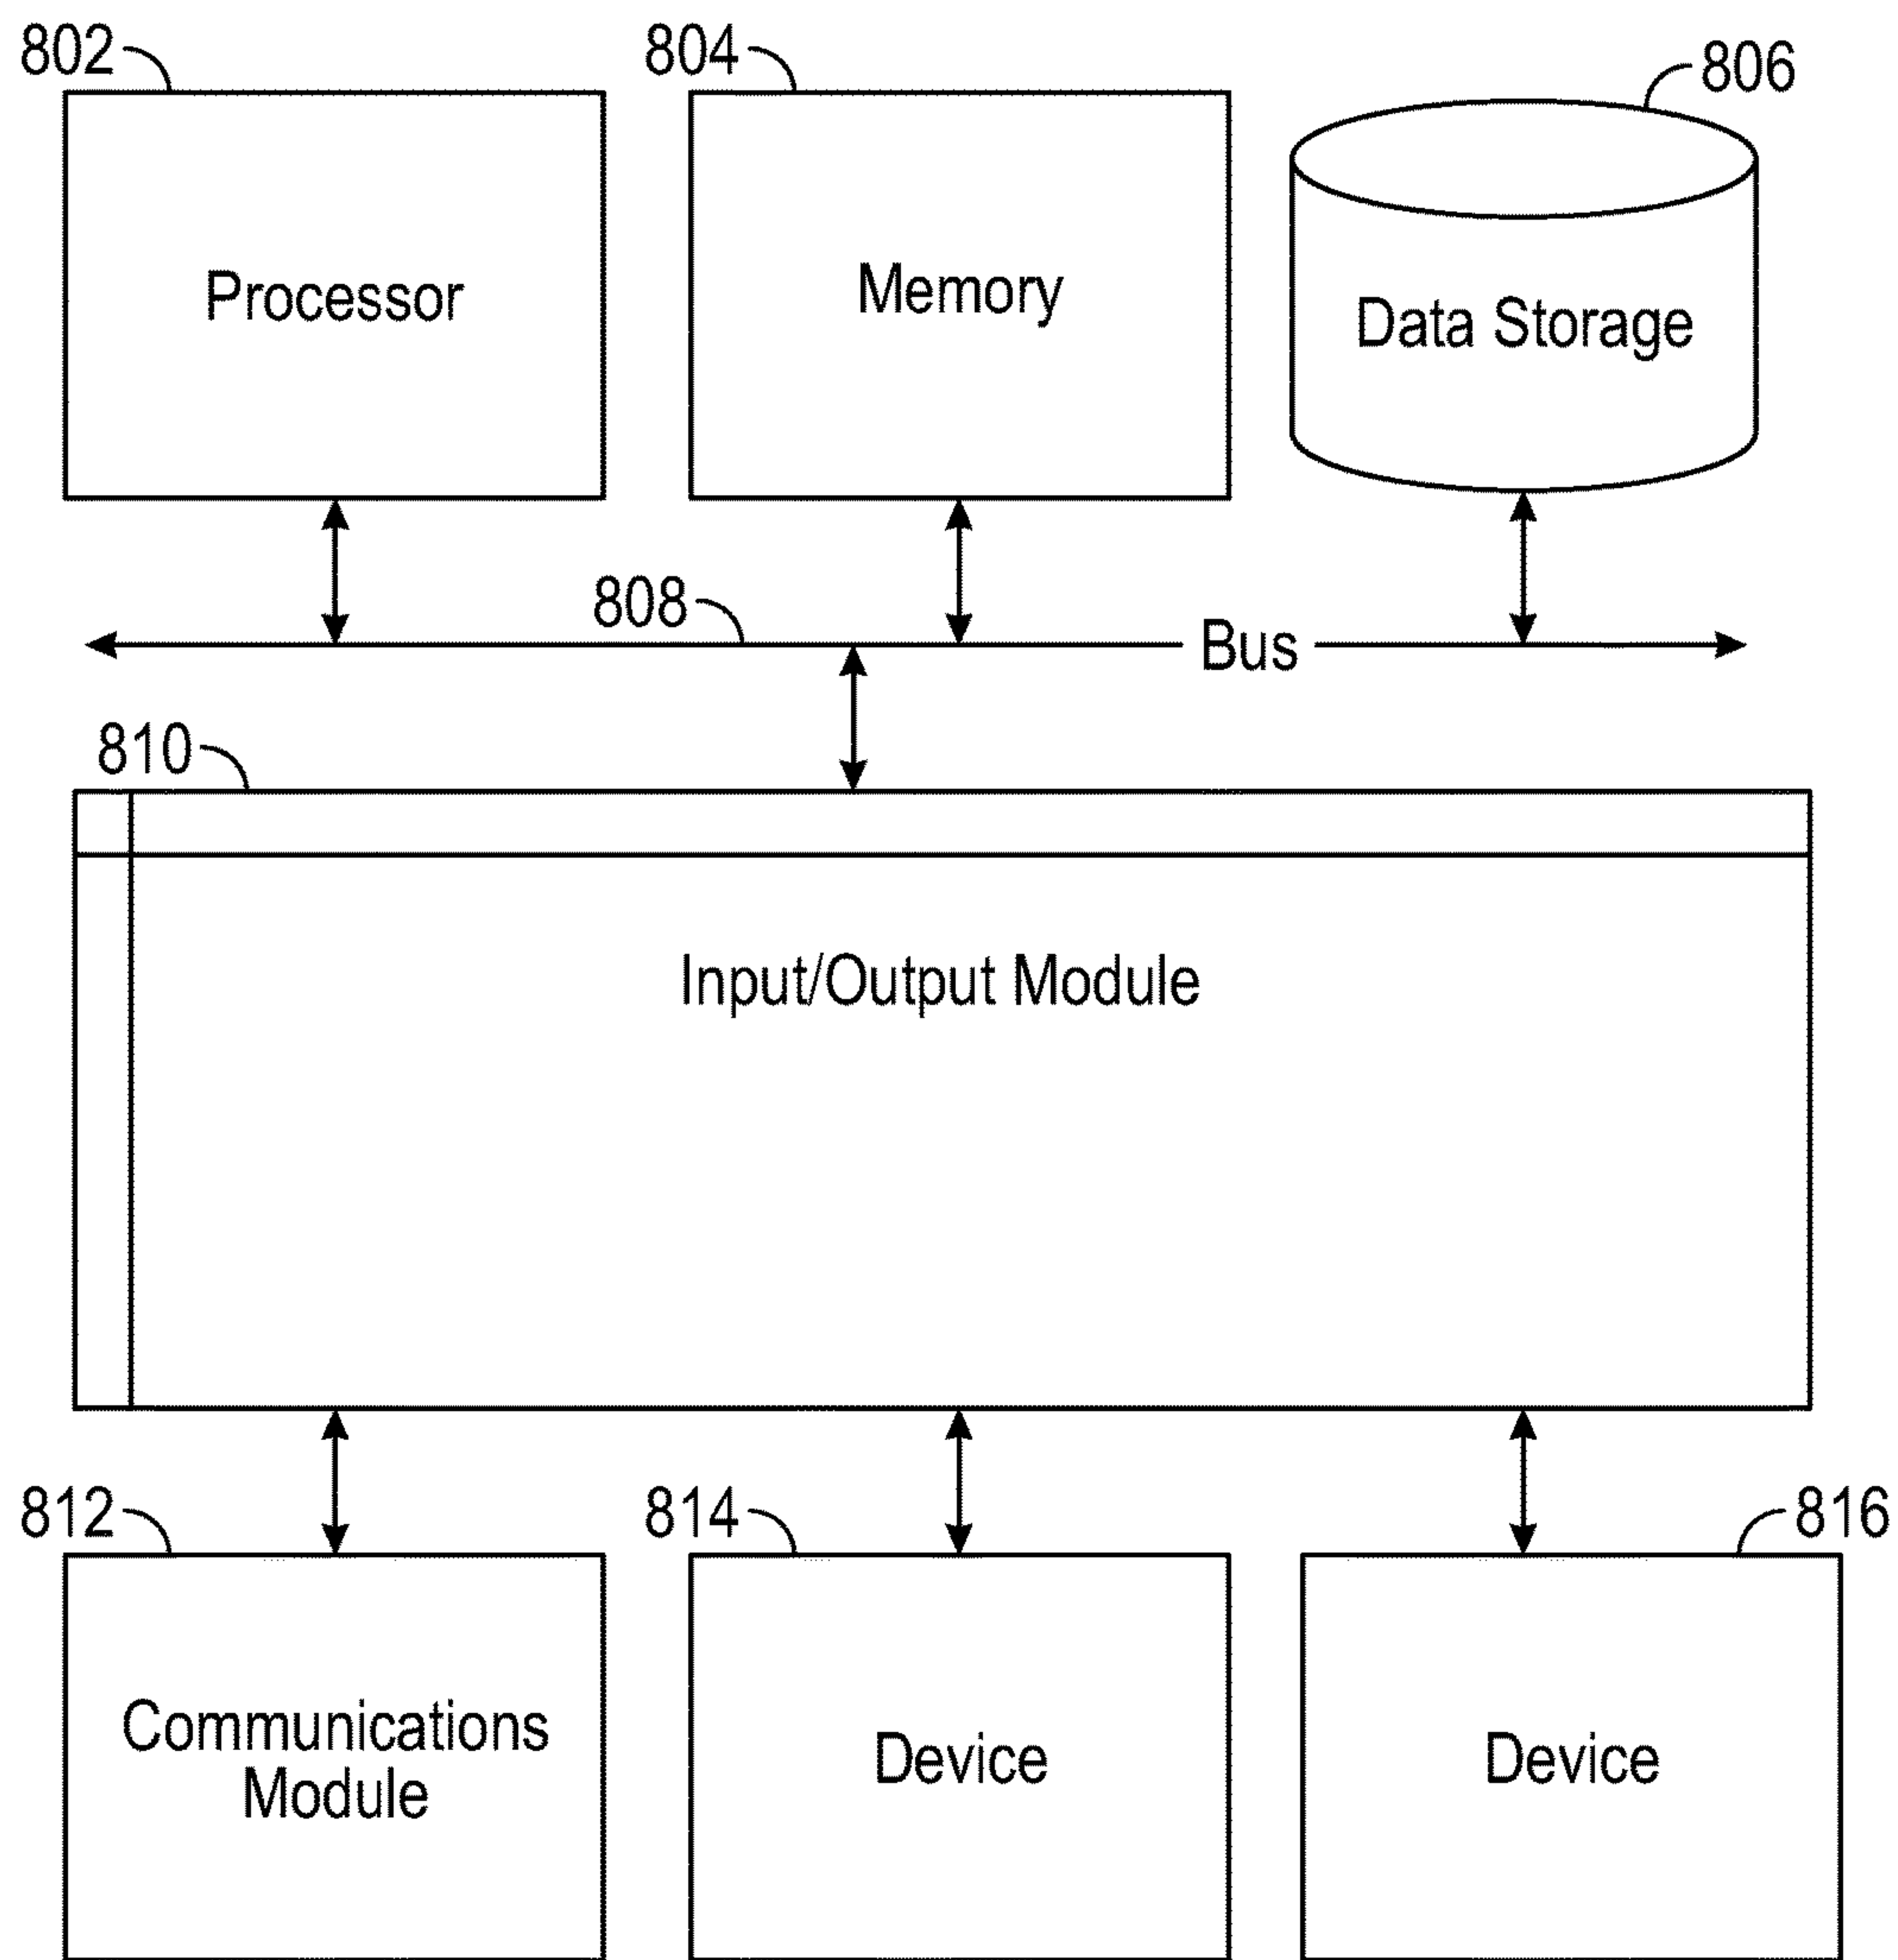 802
804
806
Processor
Memory
Data Storage
808
Bus
810
Input/Output Module
812
814
816
Communications
Module
Device
Device